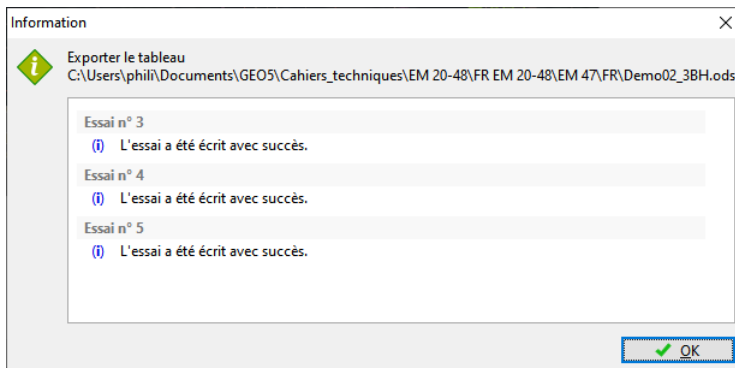 Information
Exporter le tableau
C:\Users\phili\Documents\GEO5\Cahiers_techniques\EM 20-48\FR EM 20-48\EM 47\FR\Demo02_3BH.ods
Essai n° 3
(i) L'essai a été écrit avec succès.
Essai n° 4
(i) L'essai a été écrit avec succès.
Essai n° 5
(i) L'essai a été écrit avec succès.
OK